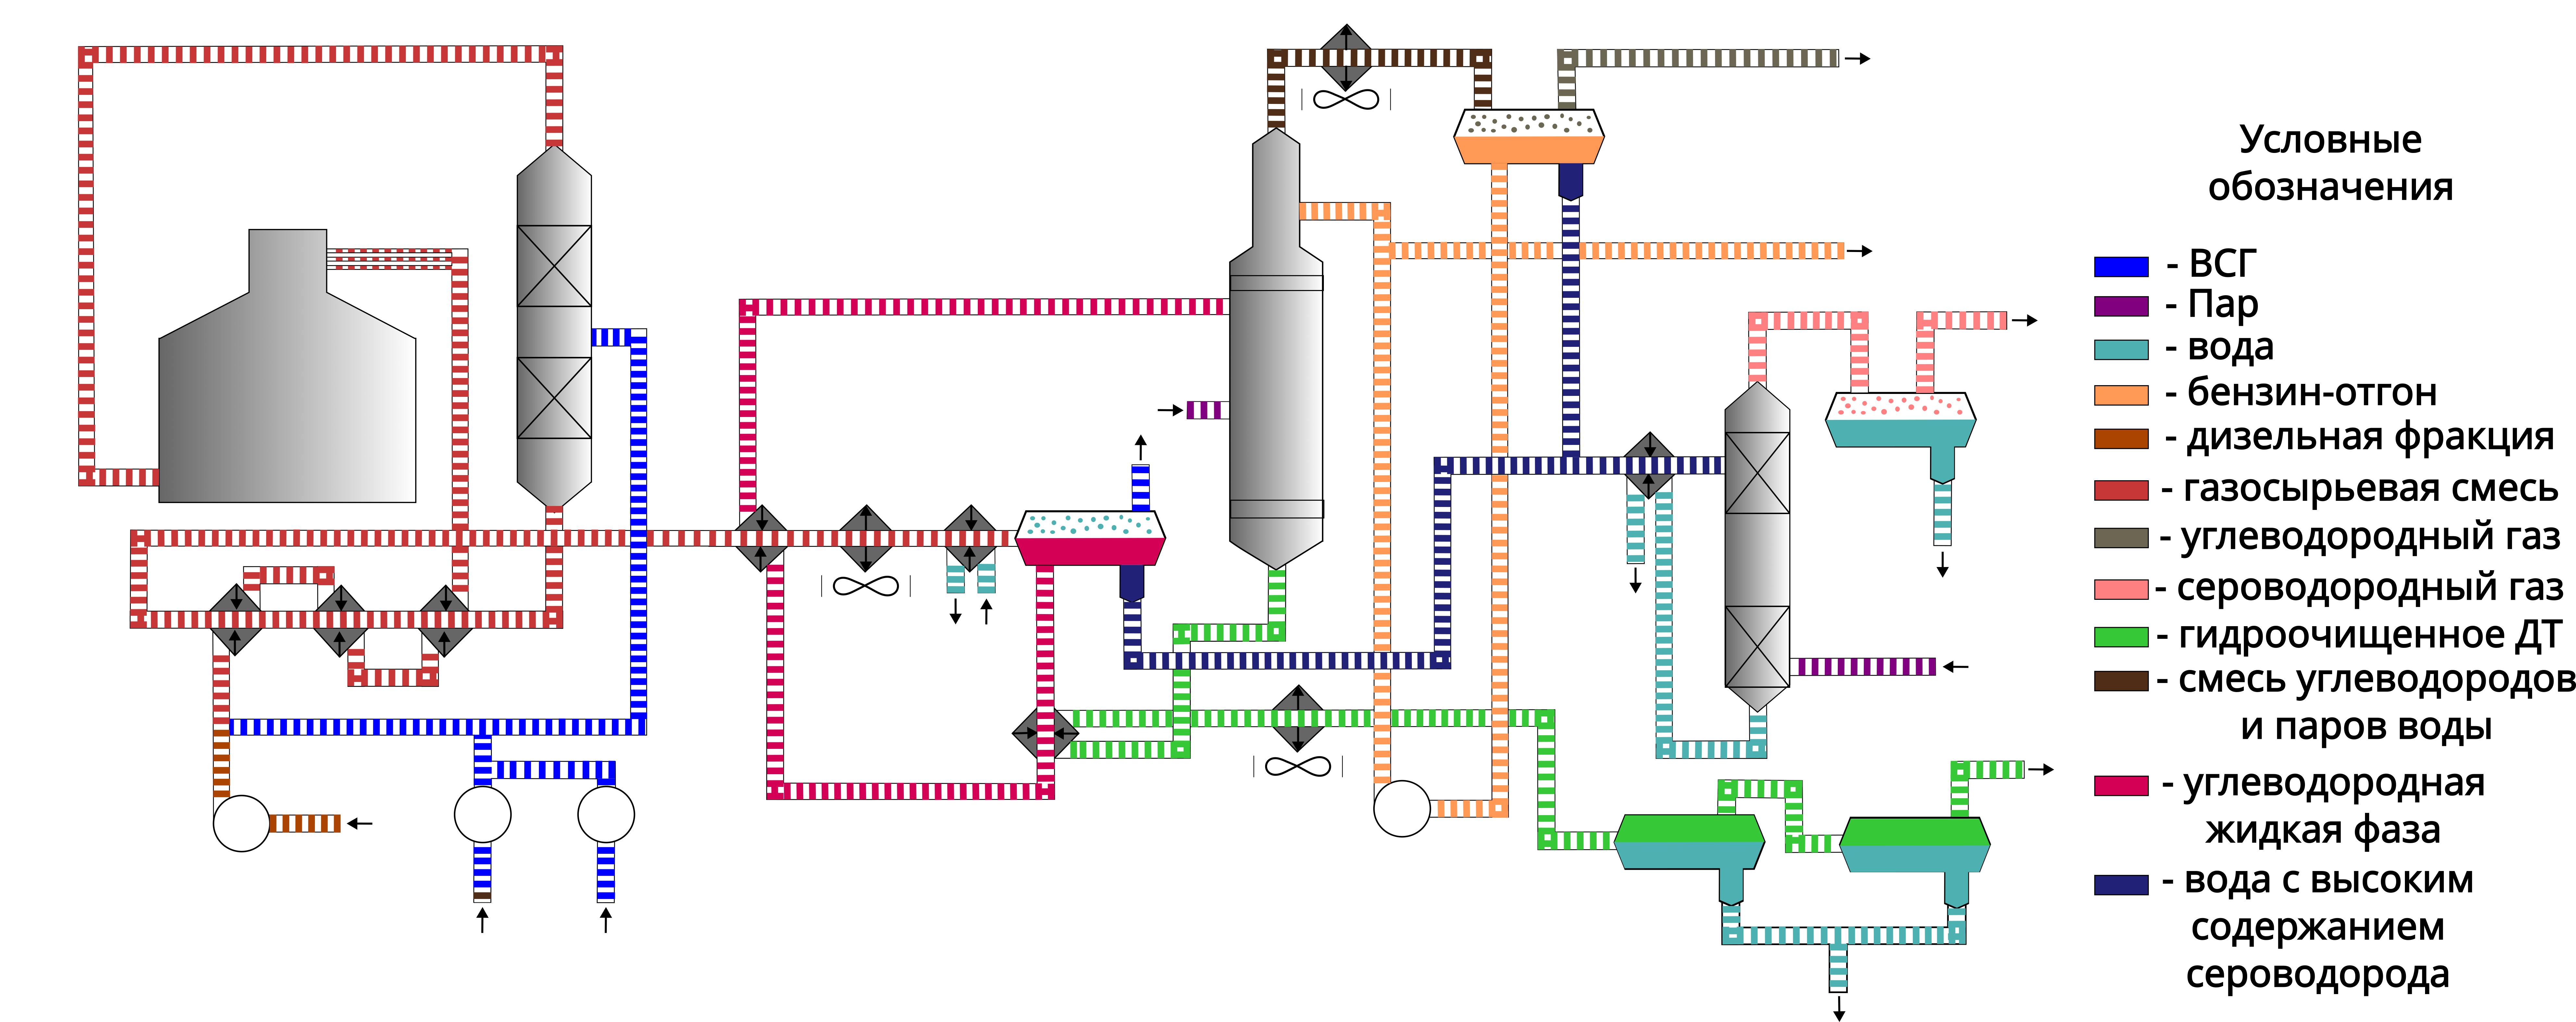 Условные
обозначения
- ВСГ
- Пар
- вода
- бензин-отгон
- дизельная фракция
- газосырьевая смесь
- углеводородный газ
- сероводородный газ
- гидроочищенное ДТ
- смесь углеводородов
и паров воды
- углеводородная
жидкая фаза
- вода с высоким
содержанием
сероводорода